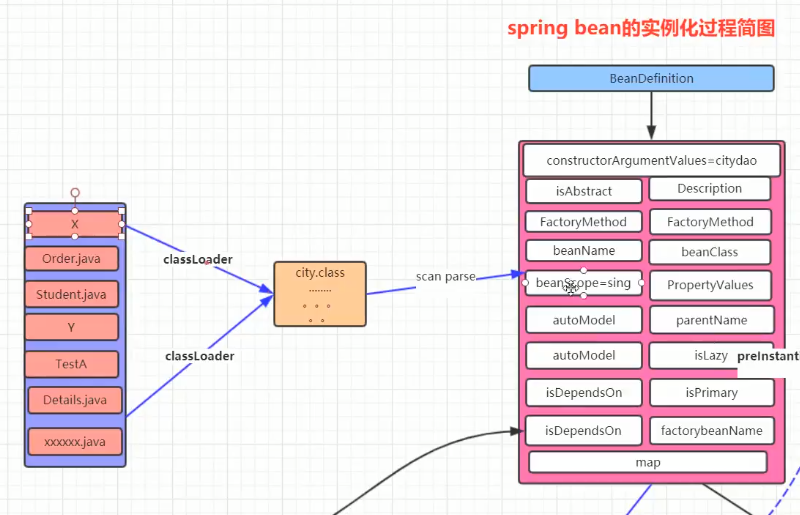 spring bean的实例化过程简图
BeanDefinition
constructorArgumentValues=citydao
isAbstract
Description
FactoryMethod
FactoryMethod
beanName
beanClass
beanScope=sing
PropertyValues
autoModel
parentName
autoModel
isLazy
preInstanti
isDependsOn
isPrimary
isDependsOn
factorybeanName
map
X
Order.java
Student.java
Y
TestA
Details.java
xxxxxx.java
classLoader
classLoader
city.class
........
scan parse